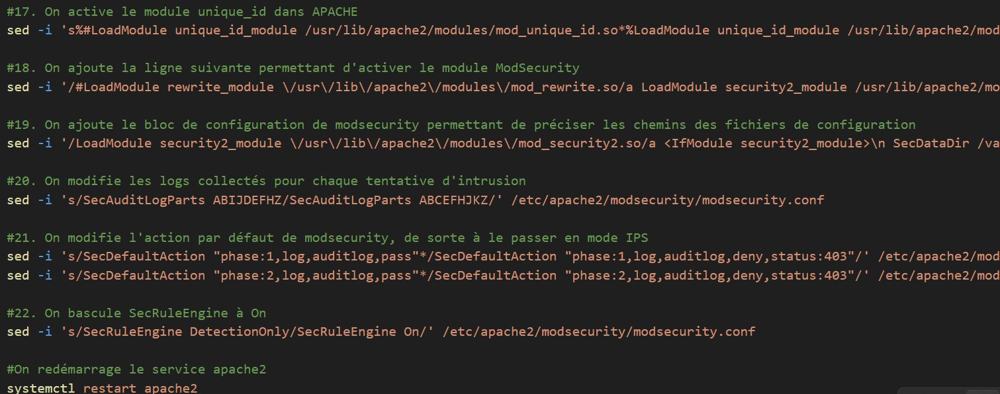 #17. On active le module unique_id dans APACHE
sed -i 's%#LoadModule unique_id_module /usr/lib/apache2/modules/mod_unique_id.so*%LoadModule unique_id_module /usr/lib/apache2/mod
#18. On ajoute la ligne suivante permettant d'activer le module ModSecurity
sed -i '/#LoadModule rewrite_module \/usr\/lib\/apache2\/modules\/mod_rewrite.so/a LoadModule security2_module /usr/lib/apache2/mo
#19. On ajoute le bloc de configuration de modsecurity permettant de préciser les chemins des fichiers de configuration
sed -i '/LoadModule security2_module \/usr\/lib\/apache2\/modules\/mod_security2.so/a <IfModule security2_module>\n SecDataDir /va
#20. On modifie les logs collectés pour chaque tentative d'intrusion
sed -i 's/SecAuditLogParts ABIJDEFHZ/SecAuditLogParts ABCEFHJKZ/' /etc/apache2/modsecurity/modsecurity.conf
#21. On modifie l'action par défaut de modsecurity, de sorte à le passer en mode IPS
sed -i 's/SecDefaultAction "phase:1,log,auditlog,pass"*/SecDefaultAction "phase:1,log,auditlog,deny,status:403"/' /etc/apache2/mod
sed -i 's/SecDefaultAction "phase:2,log,auditlog,pass"*/SecDefaultAction "phase:2,log,auditlog,deny,status:403"/' /etc/apache2/mod
#22. On bascule SecRuleEngine à On
sed -i 's/SecRuleEngine DetectionOnly/SecRuleEngine On/' /etc/apache2/modsecurity/modsecurity.conf
#On redémarrage le service apache2
systemctl restart apache2